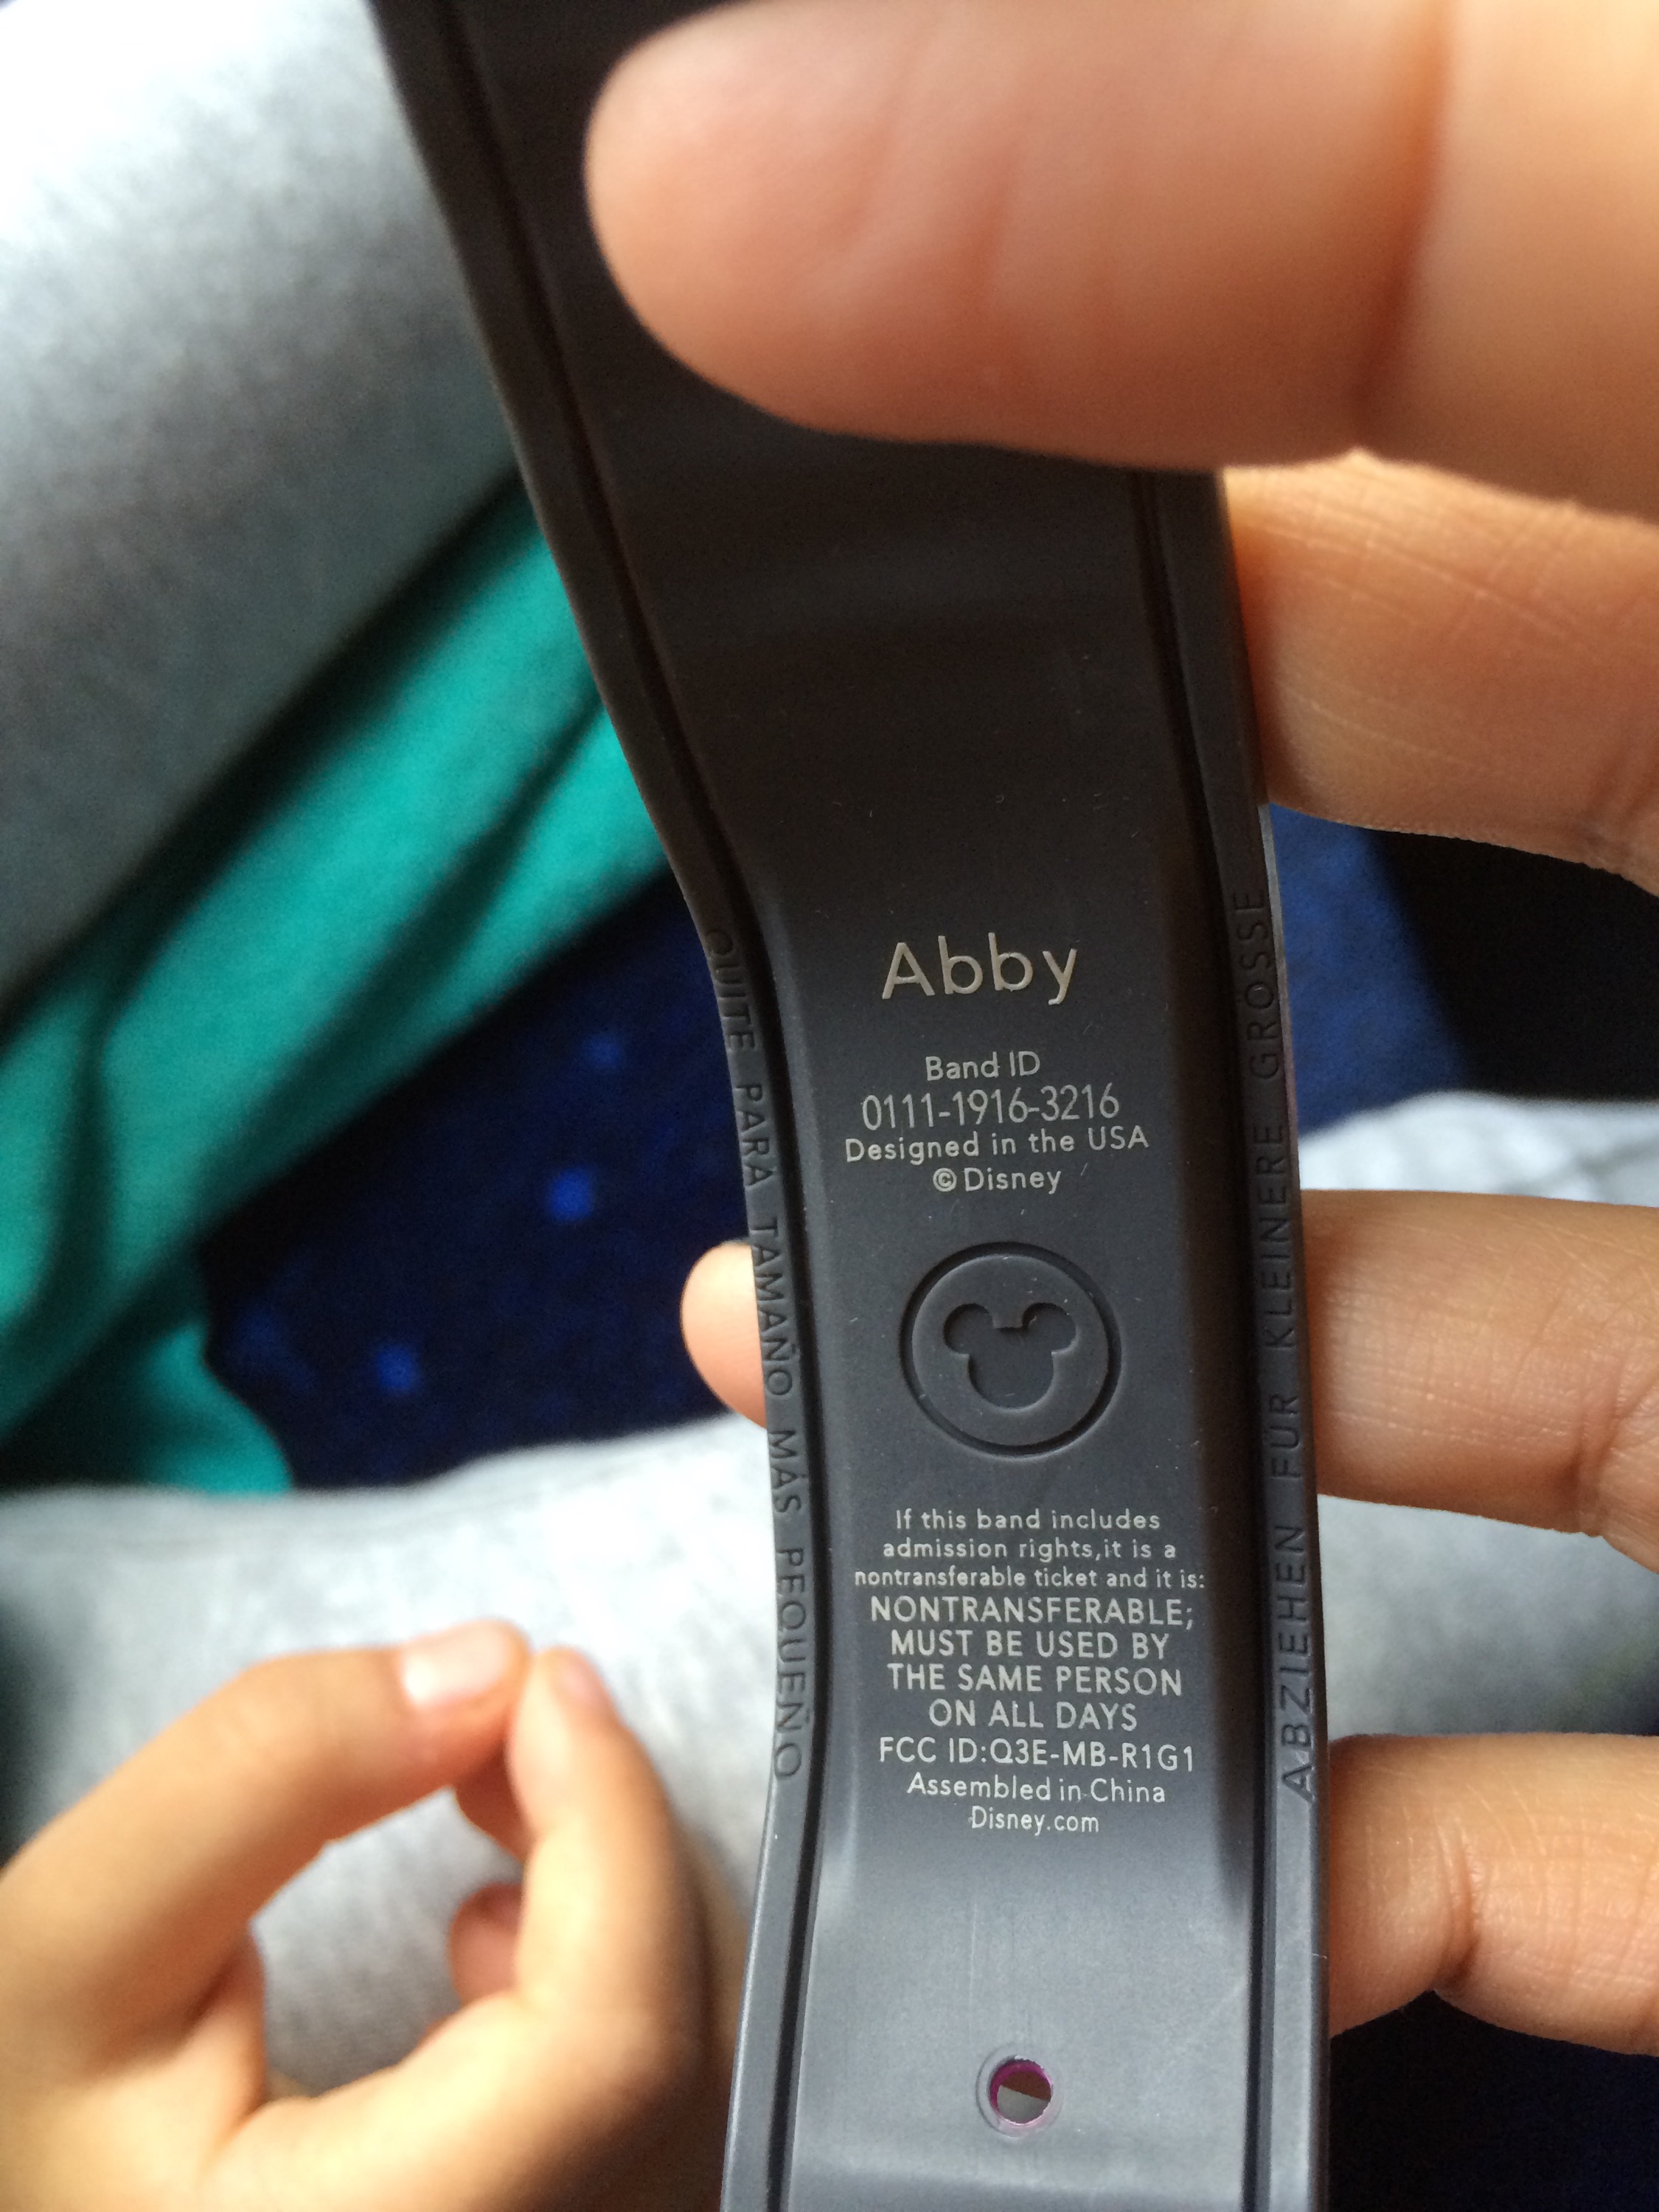 Abby
Band ID
0111-1916-3216
Designed in the USA
©Disney
If this band includes
admission rights,it is a
nontransferable ticket and it is:
NONTRANSFERABLE;
MUST BE USED BY
THE SAME PERSON
ON ALL DAYS
FCC ID:Q3E-MB-R1G1
Assembled in China
Disney.com
QUITE PARA TAMAÑO MÁS PEQUEÑO
ABZIEHEN FÜR KLEINERE GRÖSSE